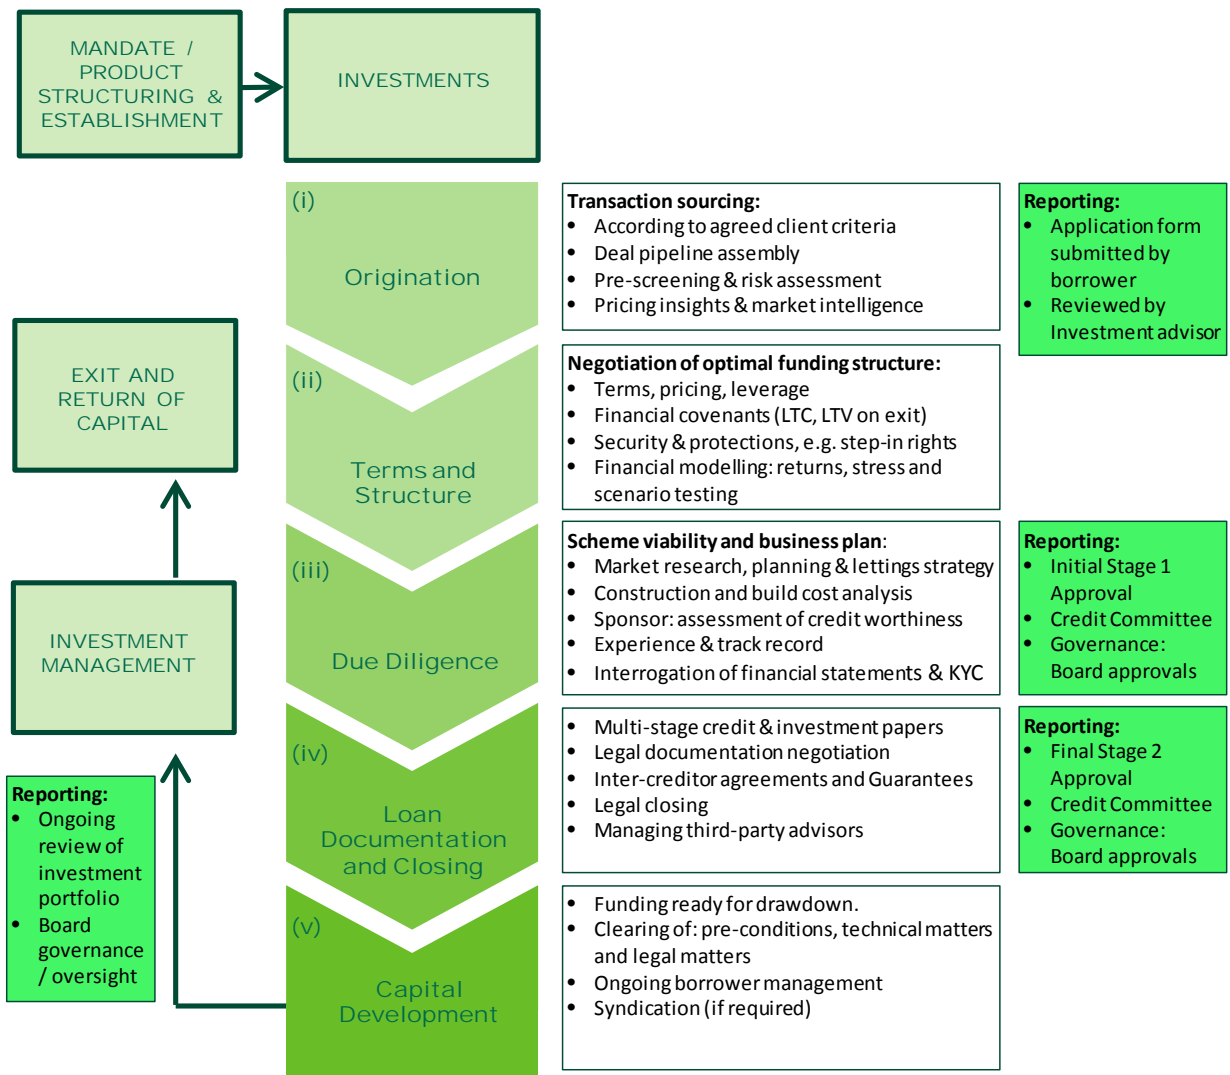 MANDATE /
PRODUCT
STRUCTURING &
ESTABLISHMENT
INVESTMENTS
(i)
Origination
Transaction sourcing:
• According to agreed client criteria
• Deal pipeline assembly
• Pre-screening & risk assessment
• Pricing insights & market intelligence
Reporting:
• Application form
submitted by
borrower
• Reviewed by
Investment advisor
EXIT AND
RETURN OF
CAPITAL
(ii)
Terms and
Structure
Negotiation of optimal funding structure:
• Terms, pricing, leverage
• Financial covenants (LTC, LTV on exit)
• Security & protections, e.g. step-in rights
• Financial modelling: returns, stress and
scenario testing
(iii)
Due Diligence
Scheme viability and business plan:
• Market research, planning & lettings strategy
• Construction and build cost analysis
• Sponsor: assessment of credit worthiness
• Experience & track record
• Interrogation of financial statements & KYC
Reporting:
• Initial Stage 1
Approval
• Credit Committee
• Governance:
Board approvals
INVESTMENT
MANAGEMENT
(iv)
Loan
Documentation
and Closing
• Multi-stage credit & investment papers
• Legal documentation negotiation
• Inter-creditor agreements and Guarantees
• Legal closing
• Managing third-party advisors
Reporting:
• Final Stage 2
Approval
• Credit Committee
• Governance:
Board approvals
Reporting:
• Ongoing
review of
investment
portfolio
• Board
governance
/ oversight
(v)
Capital
Development
• Funding ready for drawdown.
• Clearing of: pre-conditions, technical matters
and legal matters
• Ongoing borrower management
• Syndication (if required)